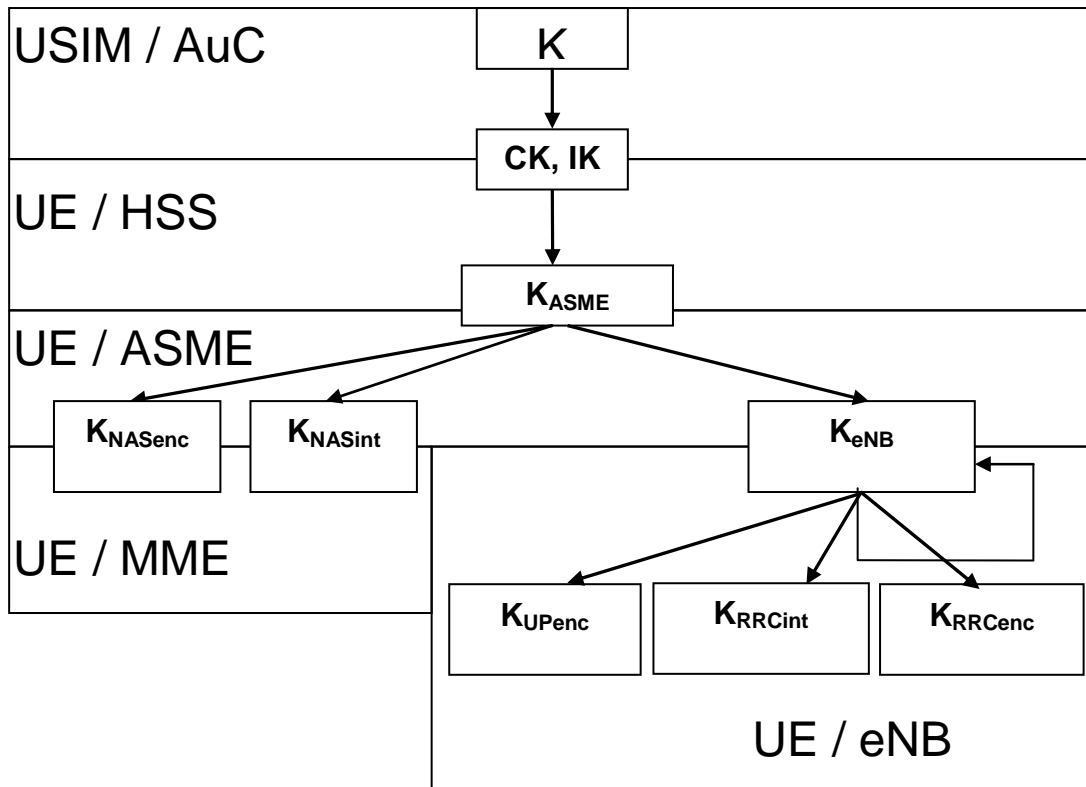 USIM / AuC
K
CK, IK
UE / HSS
KASME
UE / ASME
KNASenc KNASint KeNB
UE / MME
KUPenc KRRCint KRRCenc
UE / eNB